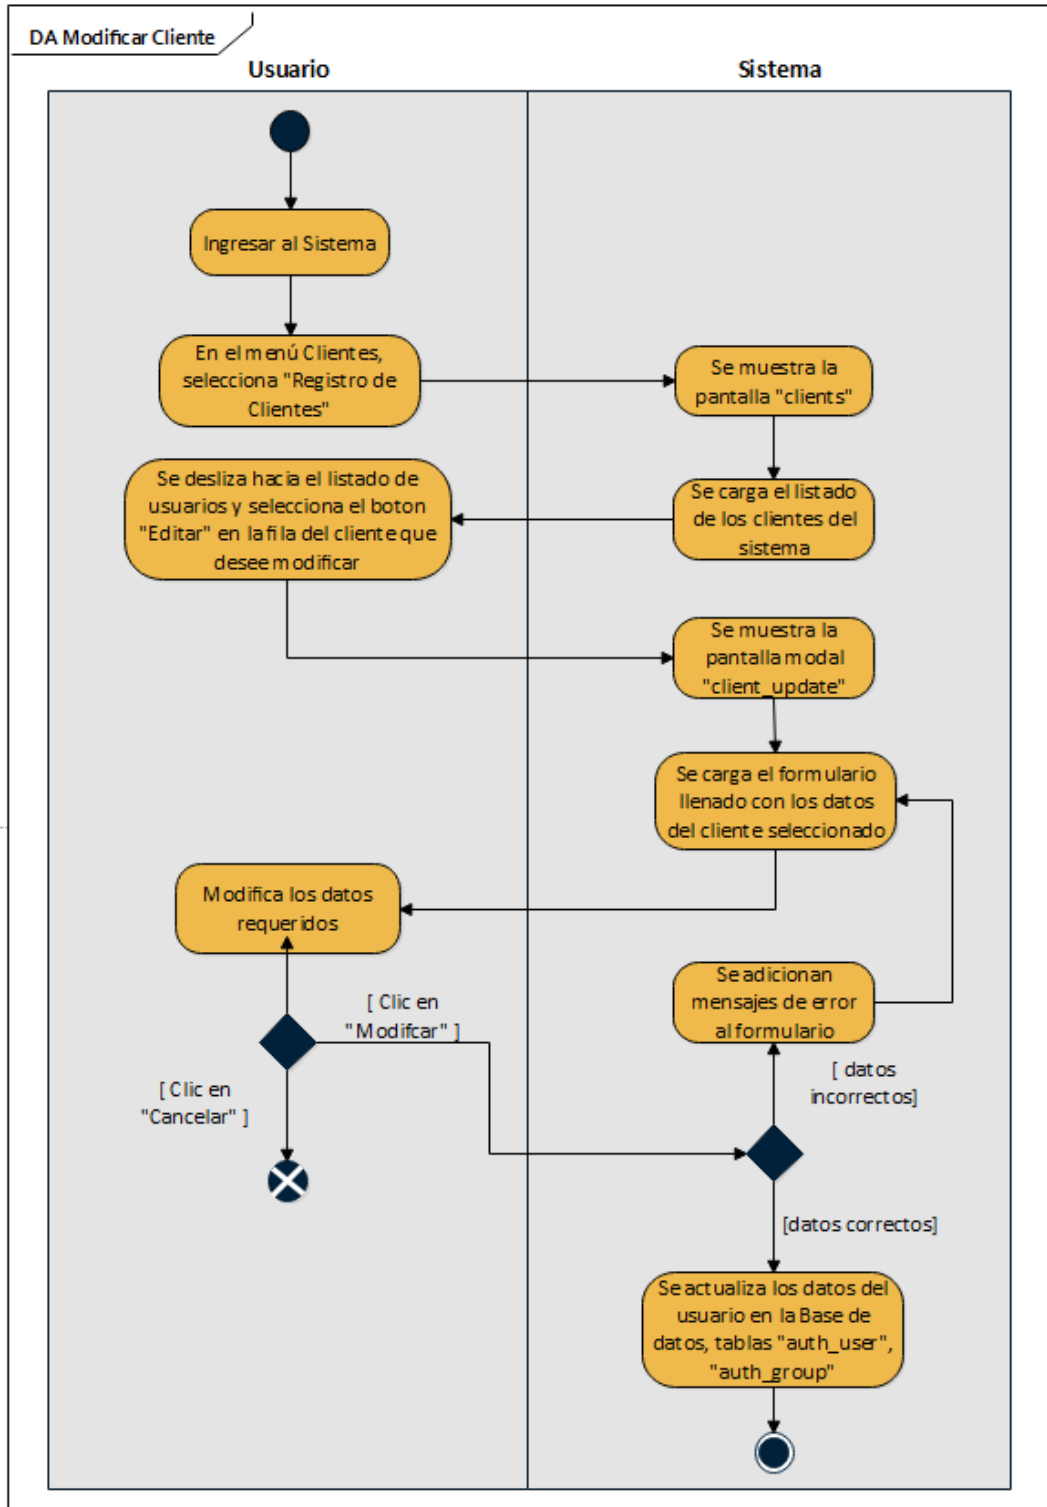 DA Modificar Cliente
Usuario
Sistema
Ingresar al Sistema
En el menú Clientes,
selecciona "Registro de
Clientes"
Se muestra la
pantalla "clients"
Se carga el listado
de los clientes del
sistema
Se desliza hacia el listado de
usuarios y selecciona el boton
"Editar" en la fila del cliente que
desee modificar
Se muestra la
pantalla modal
"client_update"
Se carga el formulario
llenado con los datos
del cliente seleccionado
Modifica los datos
requeridos
[ Clic en
"Modifcar" ]
[ Clic en
"Cancelar" ]
Se adicionan
mensajes de error
al formulario
[ datos
incorrectos]
[datos correctos]
Se actualiza los datos del
usuario en la Base de
datos, tablas "auth_user",
"auth_group"